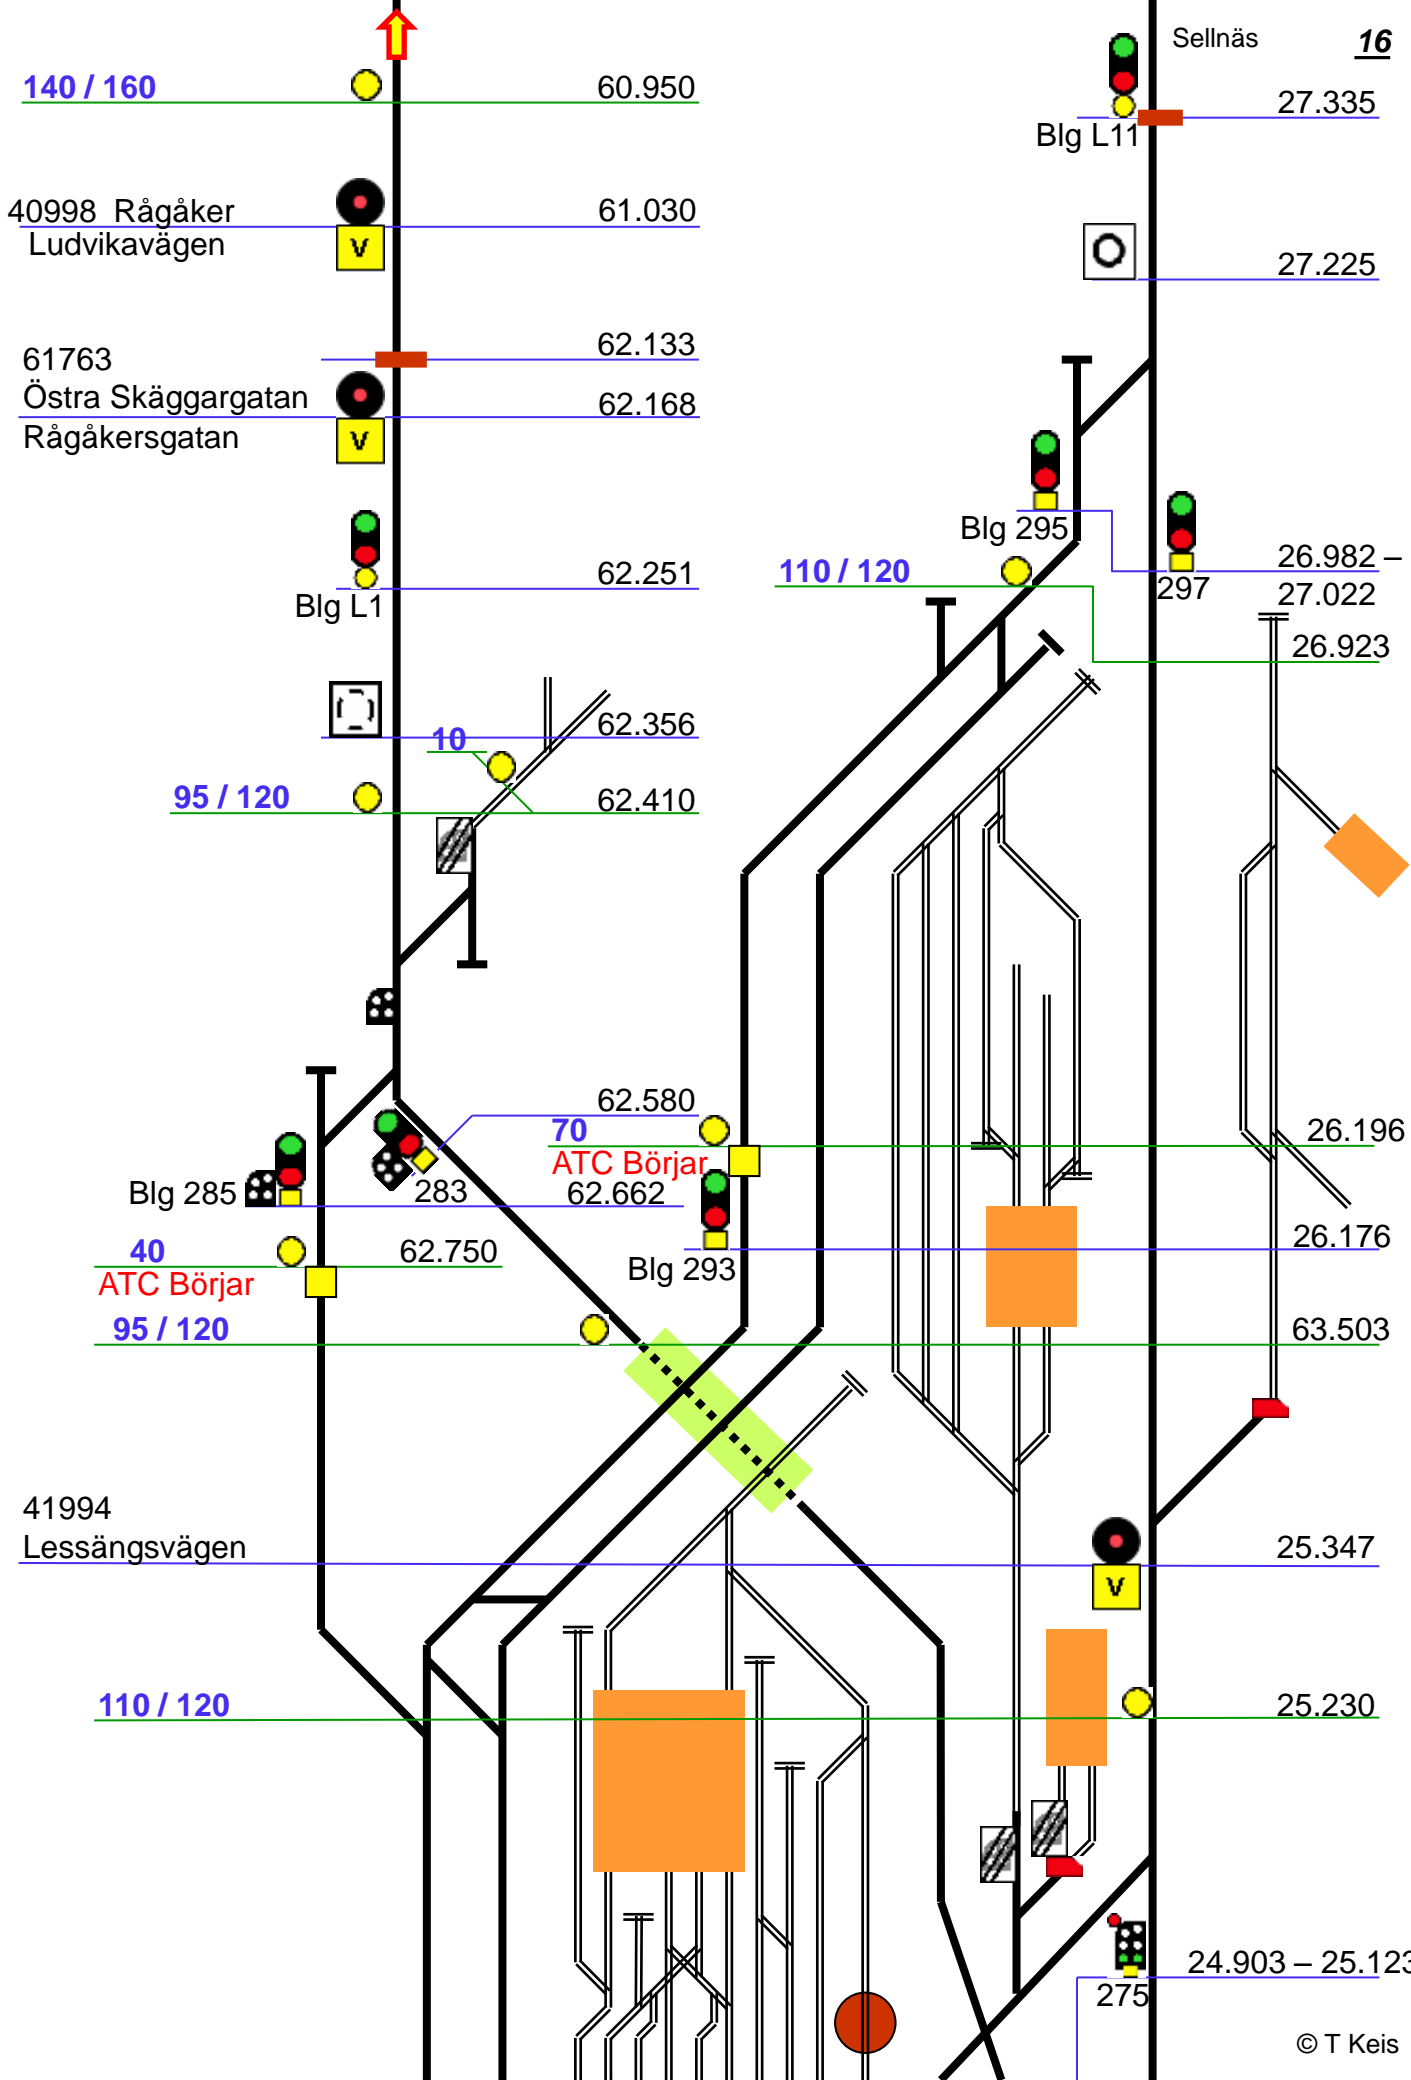 Sellnäs 16
140 / 160 60.950
27.335
Blg L11
40998 Rågåker 61.030
Ludvikavägen
V
27.225
62.133
61763
Östra Skäggargatan 62.168
Rågåkersgatan
V
Blg 295
26.982 –
27.022
297
110 / 120
62.251
Blg L1
26.923
62.356
10
95 / 120 62.410
62.580
70
26.196
ATC Börjar
Blg 285
283
62.662
26.176
40 62.750
Blg 293
ATC Börjar
95 / 120 63.503
41994
Lessängsvägen 25.347
V
110 / 120 25.230
24.903 – 25.123
275
© T Keis